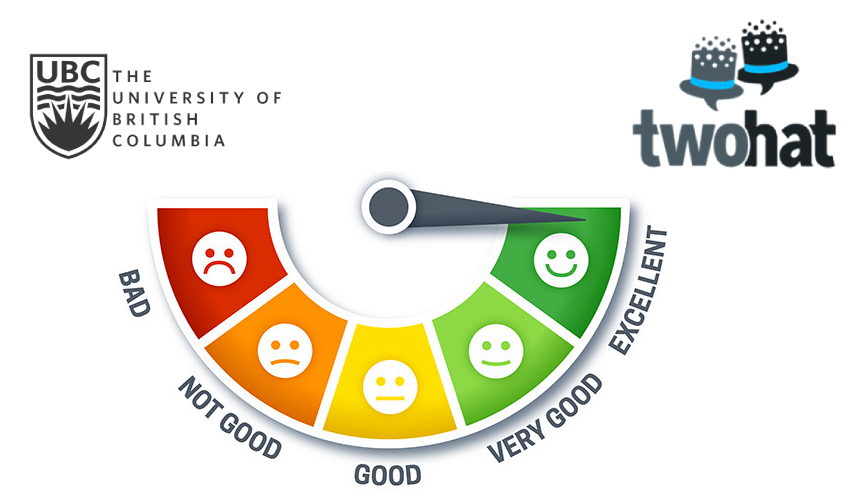 UBC
THE
UNIVERSITY OF
BRITISH
COLUMBIA
twohat
BAD
NOT GOOD
GOOD
VERY GOOD
EXCELLENT